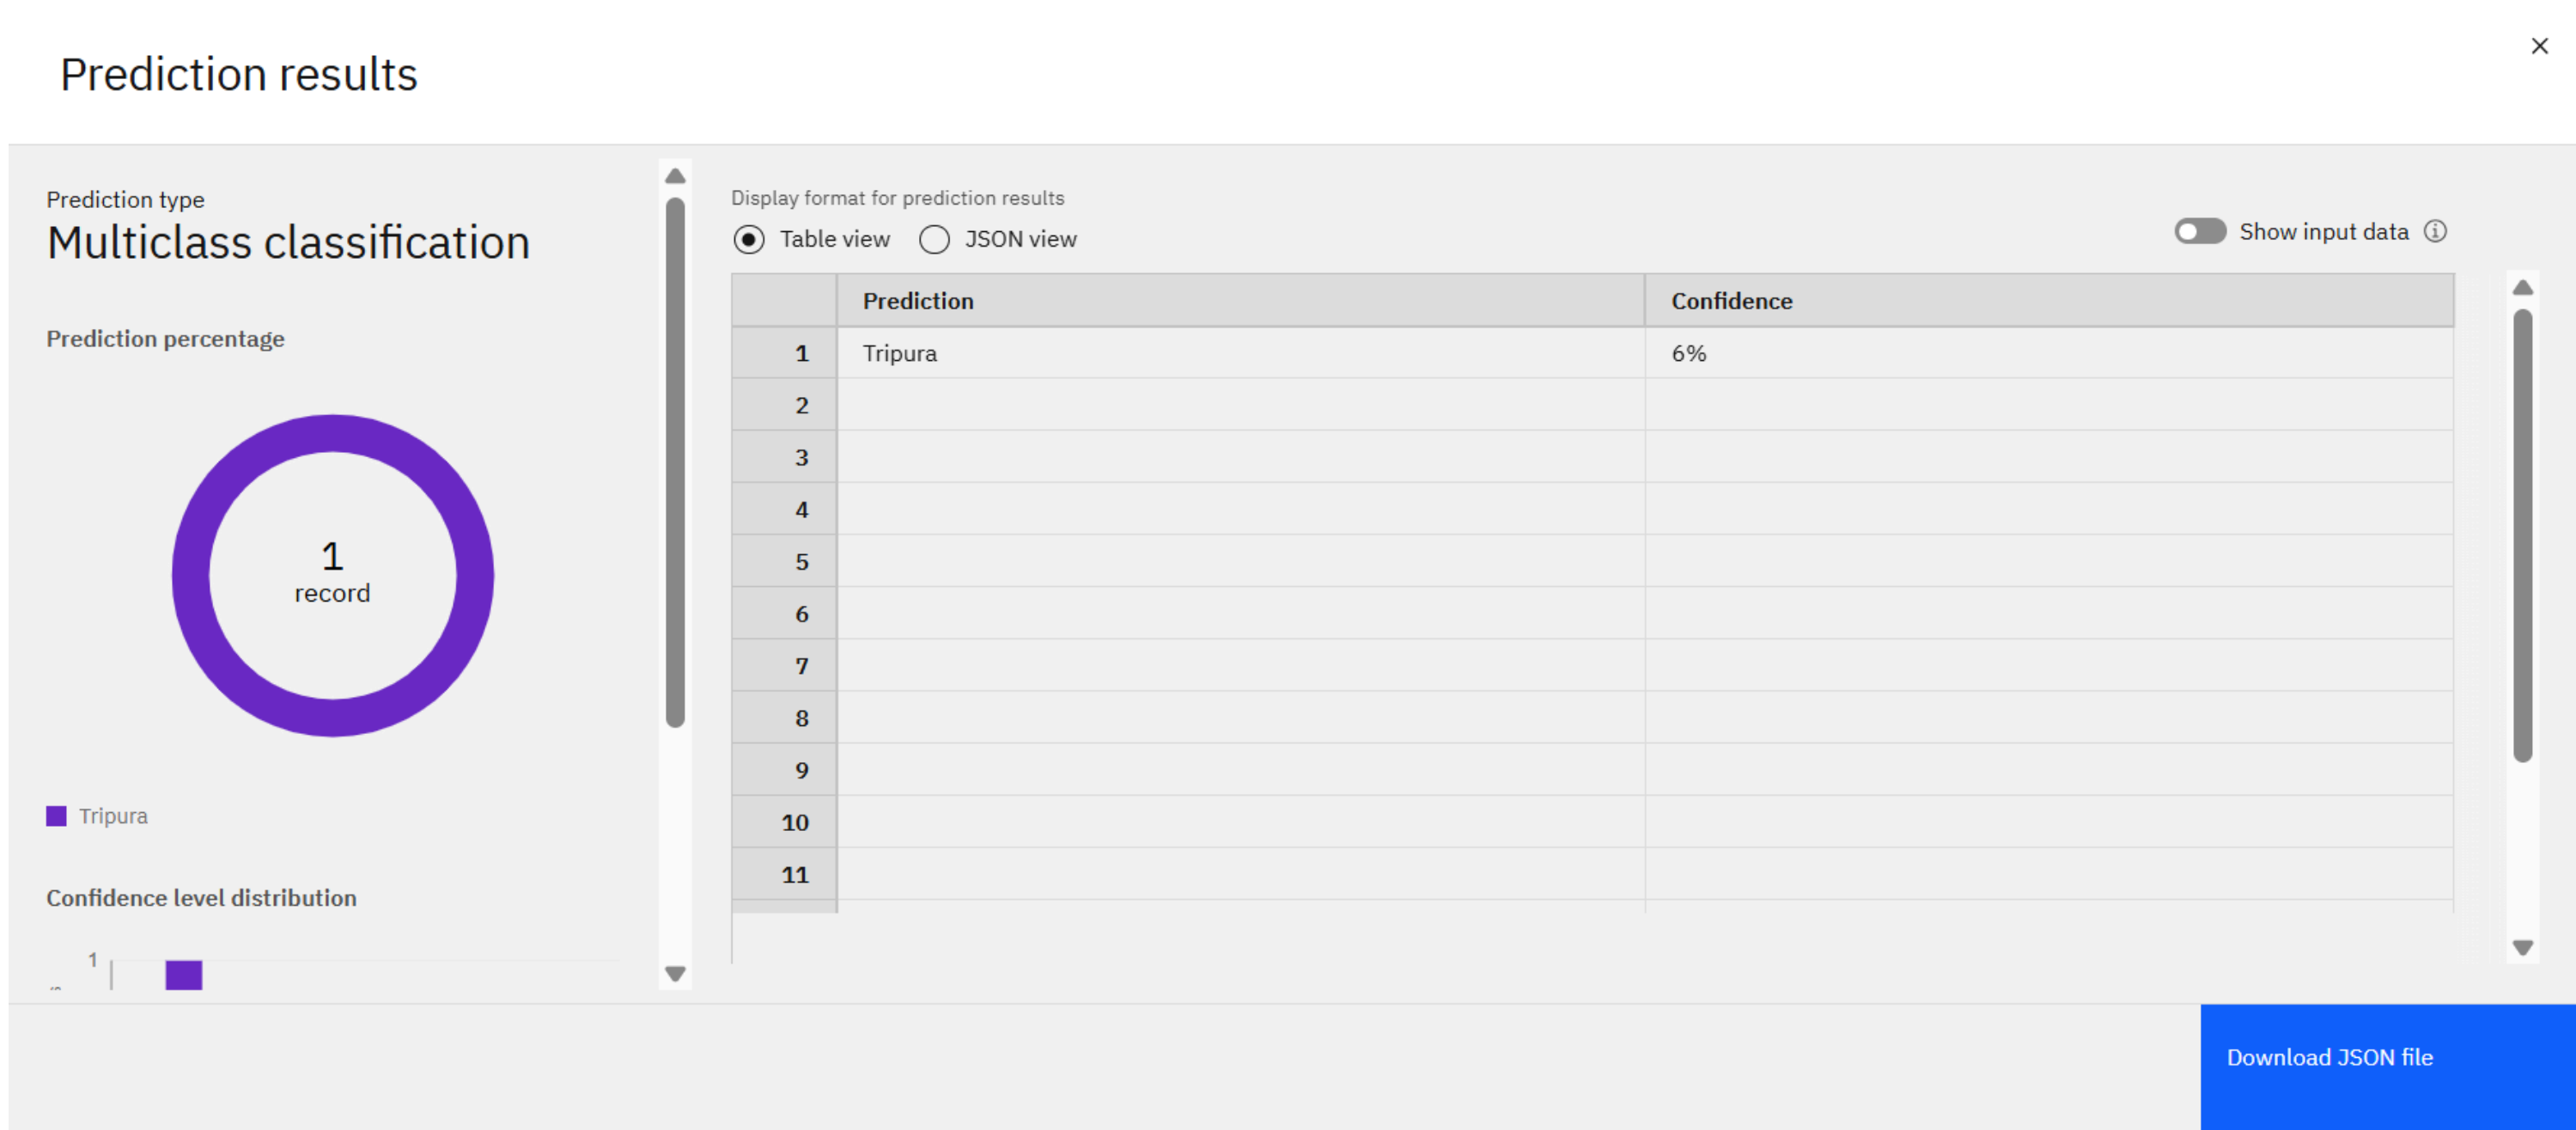 Prediction results
Prediction type
Multiclass classification
Prediction percentage
1
record
Tripura
Confidence level distribution
1
Display format for prediction results
Table view JSON view
Show input data
Prediction Confidence
1 Tripura 6%
2
3
4
5
6
7
8
9
10
11
Download JSON file